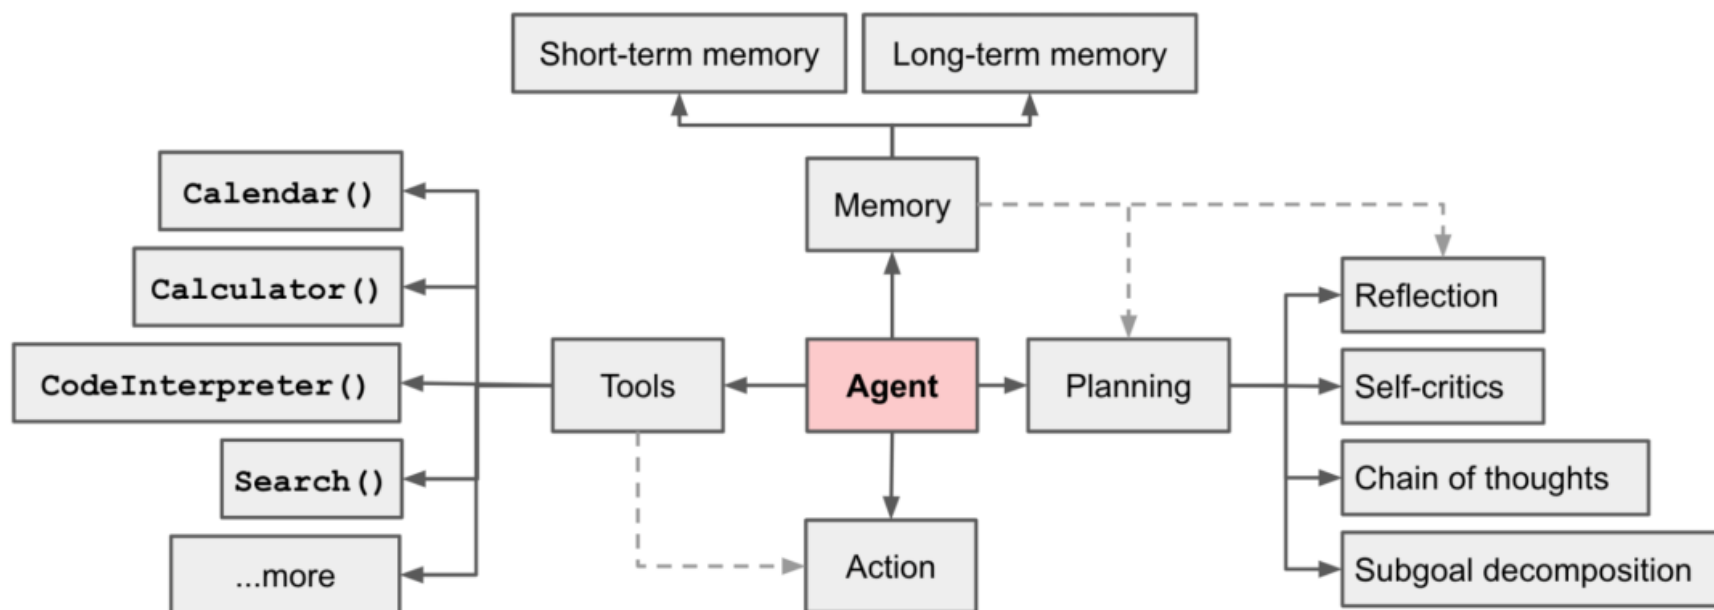 Short-term memory
Long-term memory
Calendar()
Memory
Calculator()
Reflection
CodeInterpreter()
Tools
Agent
Planning
Self-critics
Search()
Chain of thoughts
...more
Action
Subgoal decomposition